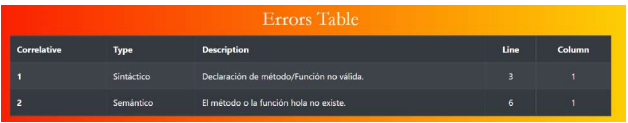 Errors Table
Correlative Type Description Line Column
1 Sintáctico Declaración de método/Función no válida. 3 1
2 Semántico El método o la función hola no existe. 6 1